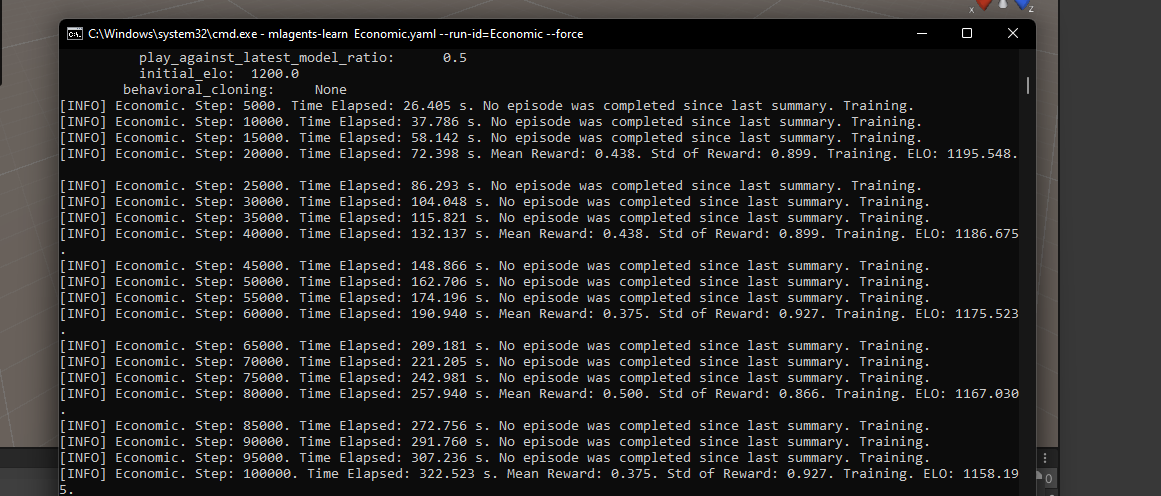 x
z
C:\Windows\system32\cmd.exe - mlagents-learn Economic.yaml --run-id=Economic --force
play_against_latest_model_ratio: 0.5
initial_elo: 1200.0
behavioral_cloning: None
[INFO] Economic. Step: 5000. Time Elapsed: 26.405 s. No episode was completed since last summary. Training.
[INFO] Economic. Step: 10000. Time Elapsed: 37.786 s. No episode was completed since last summary. Training.
[INFO] Economic. Step: 15000. Time Elapsed: 58.142 s. No episode was completed since last summary. Training.
[INFO] Economic. Step: 20000. Time Elapsed: 72.398 s. Mean Reward: 0.438. Std of Reward: 0.899. Training. ELO: 1195.548.
[INFO] Economic. Step: 25000. Time Elapsed: 86.293 s. No episode was completed since last summary. Training.
[INFO] Economic. Step: 30000. Time Elapsed: 104.048 s. No episode was completed since last summary. Training.
[INFO] Economic. Step: 35000. Time Elapsed: 115.821 s. No episode was completed since last summary. Training.
[INFO] Economic. Step: 40000. Time Elapsed: 132.137 s. Mean Reward: 0.438. Std of Reward: 0.899. Training. ELO: 1186.675
.
[INFO] Economic. Step: 45000. Time Elapsed: 148.866 s. No episode was completed since last summary. Training.
[INFO] Economic. Step: 50000. Time Elapsed: 162.706 s. No episode was completed since last summary. Training.
[INFO] Economic. Step: 55000. Time Elapsed: 174.196 s. No episode was completed since last summary. Training.
[INFO] Economic. Step: 60000. Time Elapsed: 190.940 s. Mean Reward: 0.375. Std of Reward: 0.927. Training. ELO: 1175.523
.
[INFO] Economic. Step: 65000. Time Elapsed: 209.181 s. No episode was completed since last summary. Training.
[INFO] Economic. Step: 70000. Time Elapsed: 221.205 s. No episode was completed since last summary. Training.
[INFO] Economic. Step: 75000. Time Elapsed: 242.981 s. No episode was completed since last summary. Training.
[INFO] Economic. Step: 80000. Time Elapsed: 257.940 s. Mean Reward: 0.500. Std of Reward: 0.866. Training. ELO: 1167.030
.
[INFO] Economic. Step: 85000. Time Elapsed: 272.756 s. No episode was completed since last summary. Training.
[INFO] Economic. Step: 90000. Time Elapsed: 291.760 s. No episode was completed since last summary. Training.
[INFO] Economic. Step: 95000. Time Elapsed: 307.236 s. No episode was completed since last summary. Training.
[INFO] Economic. Step: 100000. Time Elapsed: 322.523 s. Mean Reward: 0.375. Std of Reward: 0.927. Training. ELO: 1158.19
5.
0